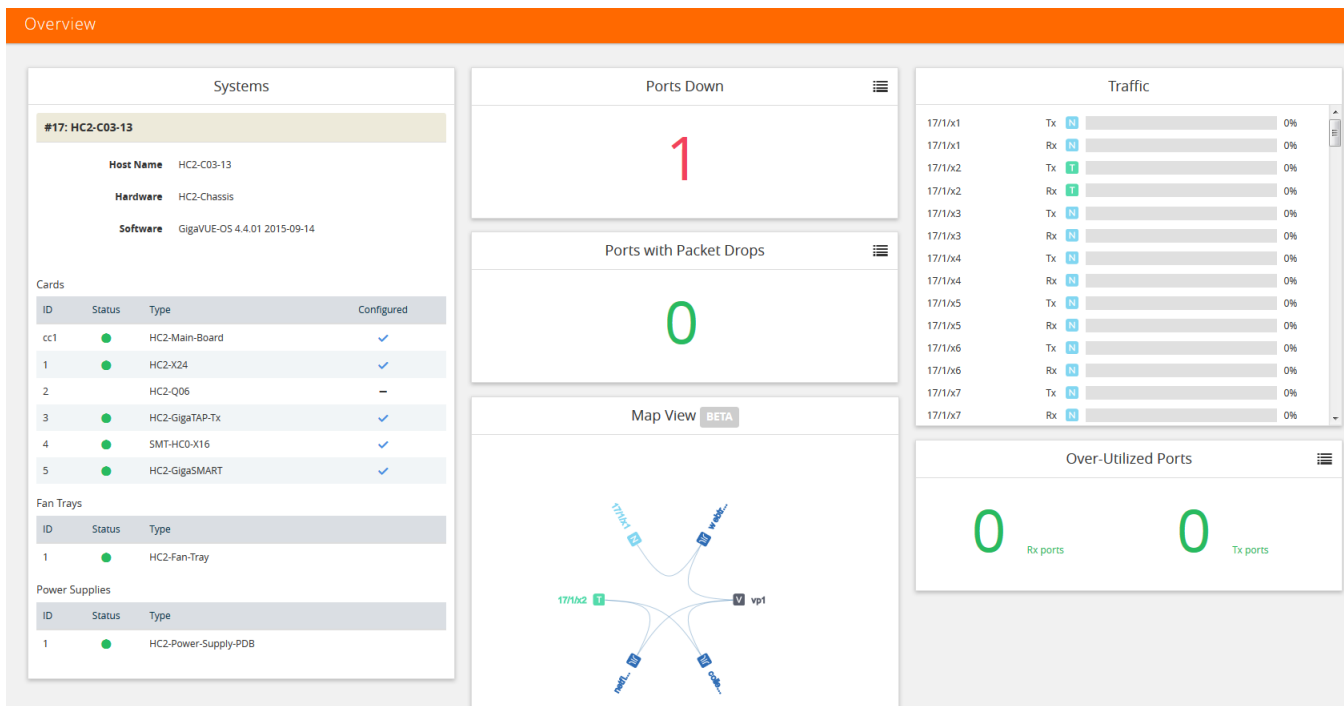 Overview
Systems
#17: HC2-C03-13
Host Name HC2-C03-13
Hardware HC2-Chassis
Software GigaVUE-OS 4.4.01 2015-09-14
Cards
ID Status Type Configured
cc1 HC2-Main-Board
1 HC2-X24
2 HC2-Q06 –
3 HC2-GigaTAP-Tx
4 SMT-HC0-X16
5 HC2-GigaSMART
Fan Trays
ID Status Type
1 HC2-Fan-Tray
Power Supplies
ID Status Type
1 HC2-Power-Supply-PDB
Ports Down
1
Ports with Packet Drops
0
Map View BETA
17/1/x1 N
webtr...
17/1/x2 T
V vp1
netfl...
colle...
Traffic
17/1/x1 Tx N 0%
17/1/x1 Rx N 0%
17/1/x2 Tx T 0%
17/1/x2 Rx T 0%
17/1/x3 Tx N 0%
17/1/x3 Rx N 0%
17/1/x4 Tx N 0%
17/1/x4 Rx N 0%
17/1/x5 Tx N 0%
17/1/x5 Rx N 0%
17/1/x6 Tx N 0%
17/1/x6 Rx N 0%
17/1/x7 Tx N 0%
17/1/x7 Rx N 0%
Over-Utilized Ports
0 Rx ports 0 Tx ports